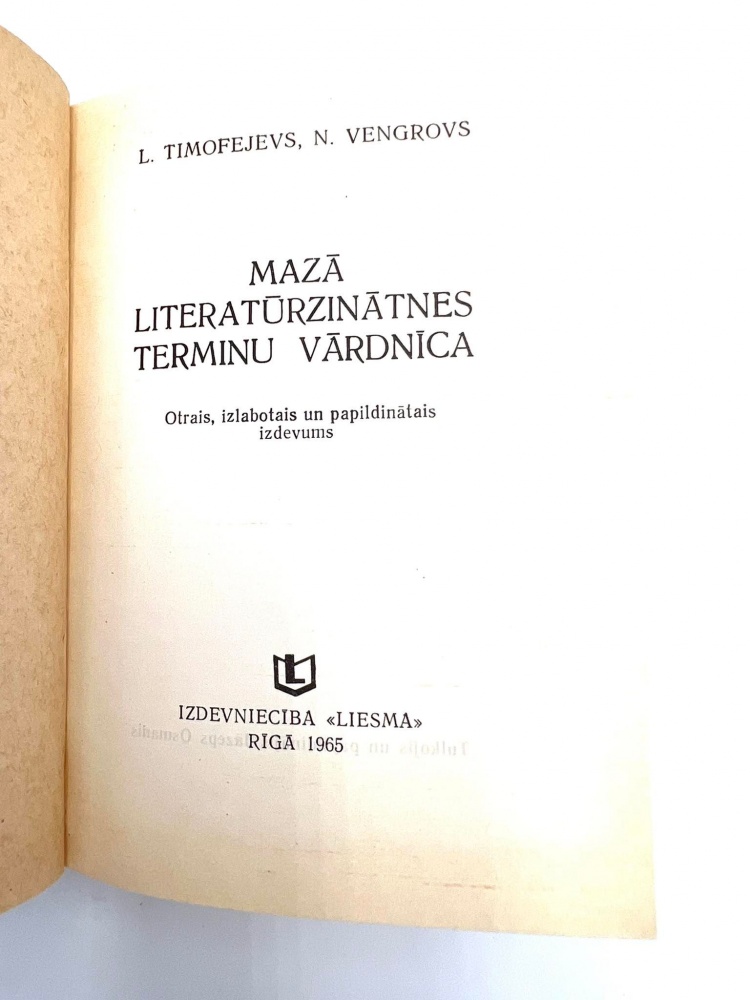 L. TIMOFEJEVS, N. VENGROVS
MAZĀ
LITERATŪRZINĀTNES
TERMINU VĀRDNĪCA
Otrais, izlabotais un papildinātais
izdevums
L
IZDEVNIECĪBA «LIESMA»
RĪGĀ 1965